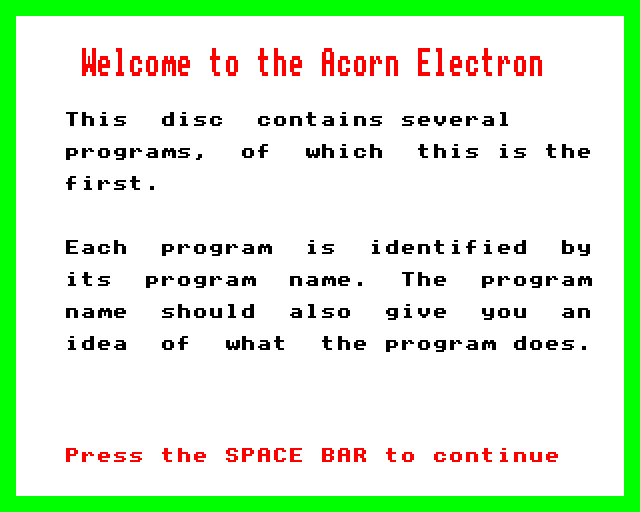 Welcome to the Acorn Electron
This  disc  contains several
programs,  of  which  this is the
first.
Each  program  is  identified  by
its  program  name.  The  program
name  should  also  give  you  an
idea  of  what  the program does.
Press the SPACE BAR to continue